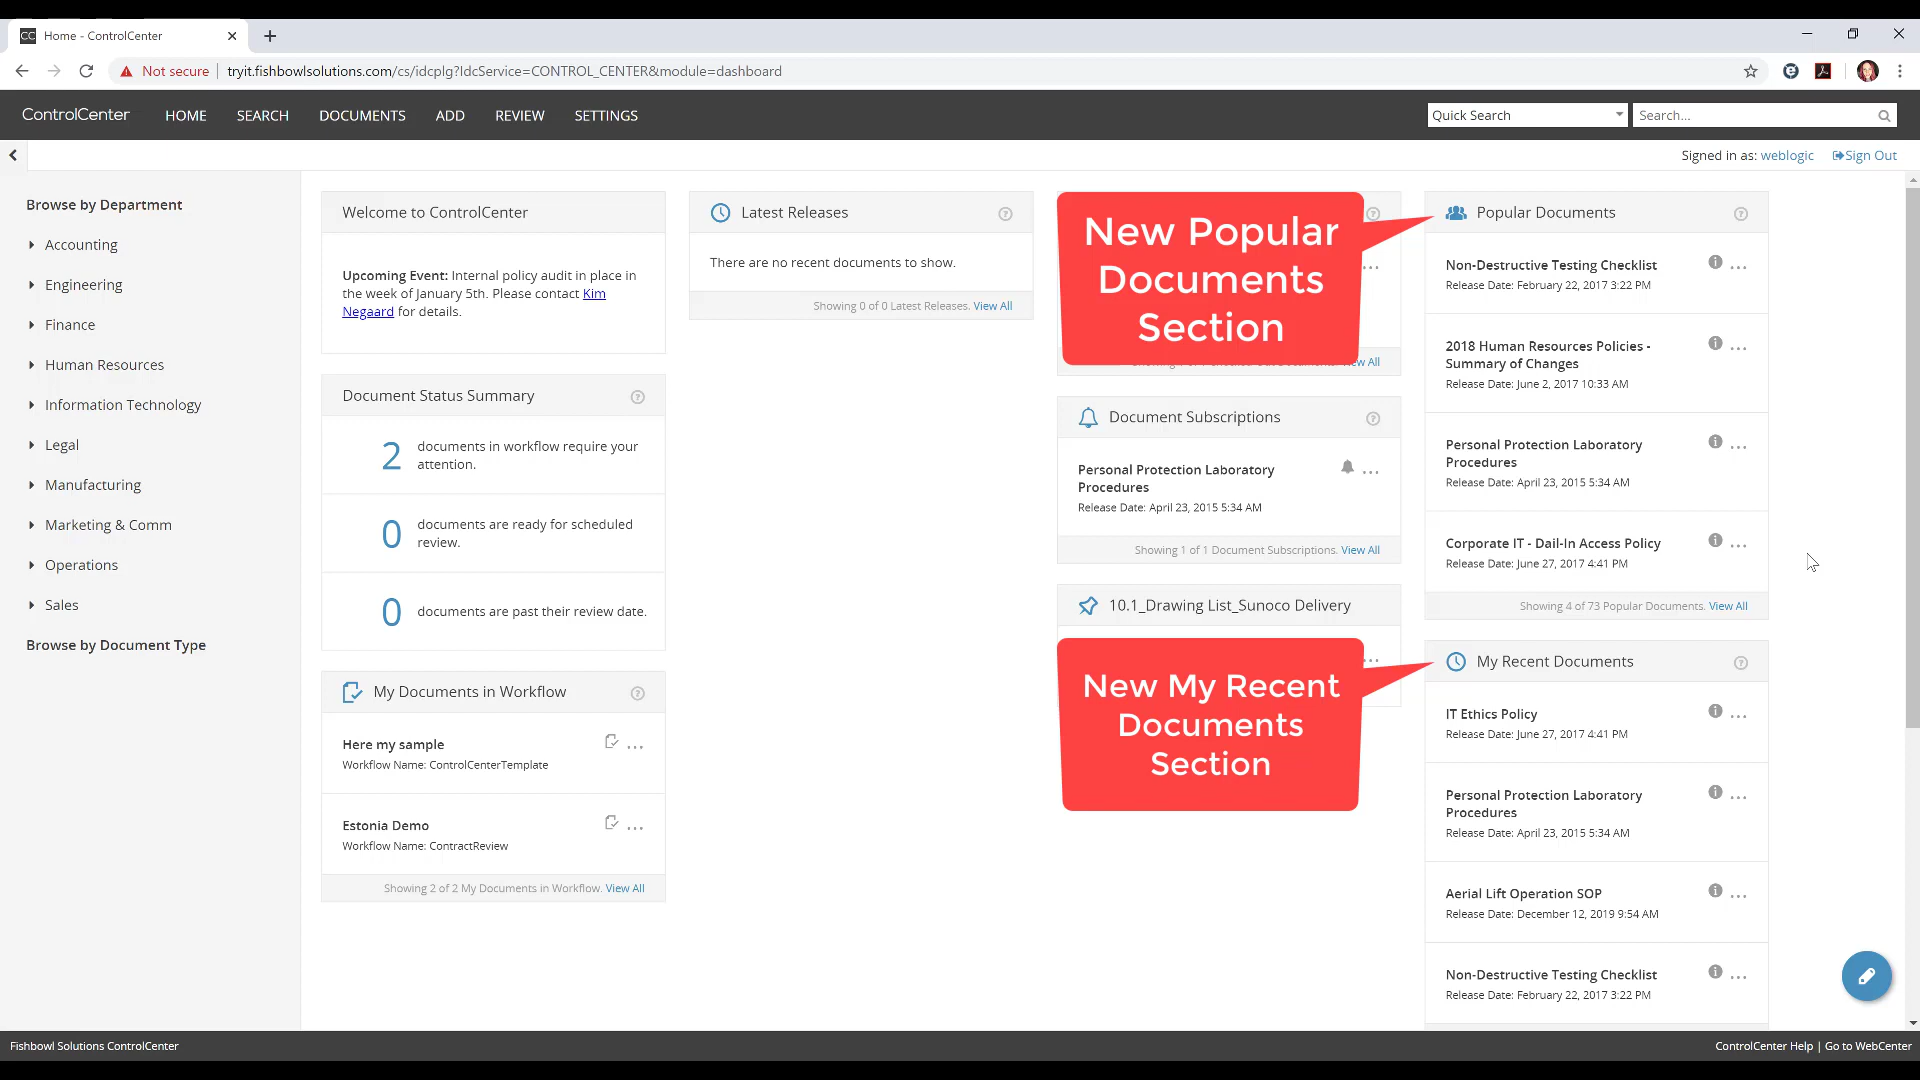 Home - ControlCenter
Not secure
tryit.fishbowlsolutions.com/cs/idcplg?IdcService=CONTROL_CENTER&module=dashboard
ControlCenter
HOME
SEARCH
DOCUMENTS
ADD
REVIEW
SETTINGS
Quick Search
Search...
Signed in as: weblogic
Sign Out
Browse by Department
Accounting
Engineering
Finance
Human Resources
Information Technology
Legal
Manufacturing
Marketing & Comm
Operations
Sales
Browse by Document Type
Welcome to ControlCenter
Upcoming Event: Internal policy audit in place in
the week of January 5th. Please contact Kim
Negaard for details.
Document Status Summary
2
documents in workflow require your
attention.
0
documents are ready for scheduled
review.
0
documents are past their review date.
My Documents in Workflow
Here my sample
Workflow Name: ControlCenterTemplate
Estonia Demo
Workflow Name: ContractReview
Showing 2 of 2 My Documents in Workflow. View All
Latest Releases
There are no recent documents to show.
Showing 0 of 0 Latest Releases. View All
New Popular
Documents
Section
All
Document Subscriptions
Personal Protection Laboratory
Procedures
Release Date: April 23, 2015 5:34 AM
Showing 1 of 1 Document Subscriptions. View All
10.1_Drawing List_Sunoco Delivery
New My Recent
Documents
Section
Popular Documents
Non-Destructive Testing Checklist
Release Date: February 22, 2017 3:22 PM
2018 Human Resources Policies -
Summary of Changes
Release Date: June 2, 2017 10:33 AM
Personal Protection Laboratory
Procedures
Release Date: April 23, 2015 5:34 AM
Corporate IT - Dail-In Access Policy
Release Date: June 27, 2017 4:41 PM
Showing 4 of 73 Popular Documents. View All
My Recent Documents
IT Ethics Policy
Release Date: June 27, 2017 4:41 PM
Personal Protection Laboratory
Procedures
Release Date: April 23, 2015 5:34 AM
Aerial Lift Operation SOP
Release Date: December 12, 2019 9:54 AM
Non-Destructive Testing Checklist
Release Date: February 22, 2017 3:22 PM
Fishbowl Solutions ControlCenter
ControlCenter Help | Go to WebCenter